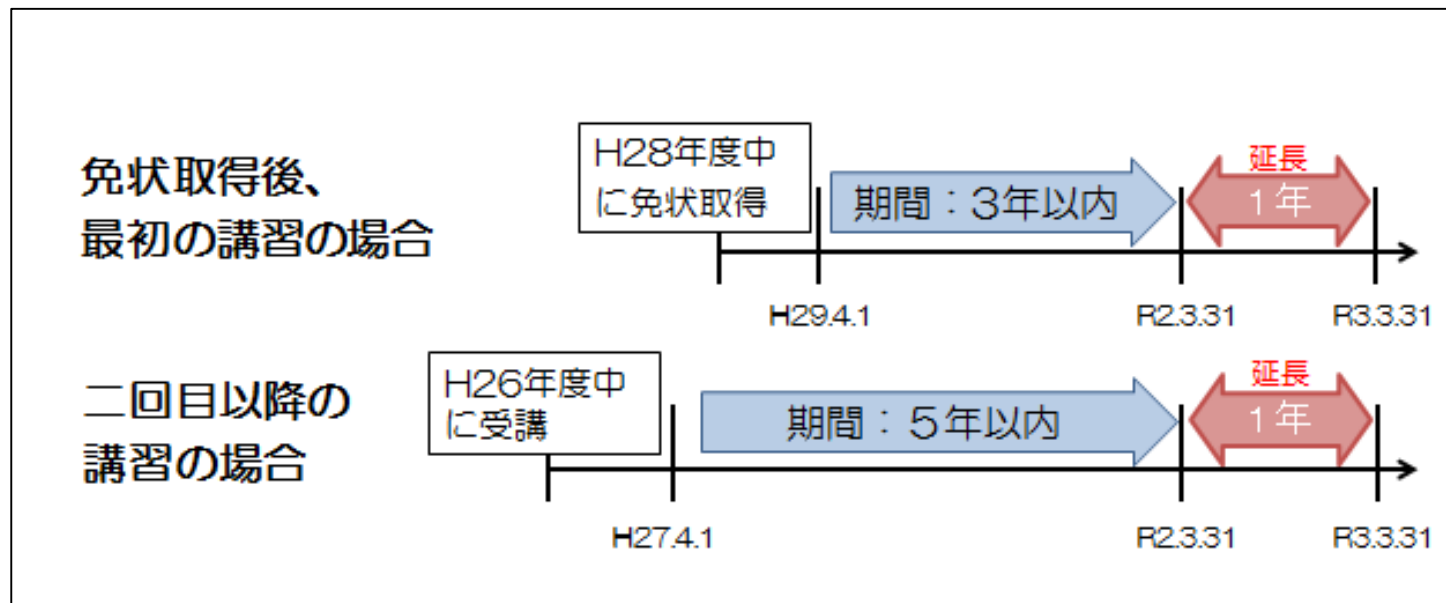 免状取得後、
最初の講習の場合
H28年度中
に免状取得
期間：3年以内
延長
1年
H29.4.1
R2.3.31
R3.3.31
二回目以降の
講習の場合
H26年度中
に受講
期間：5年以内
延長
1年
H27.4.1
R2.3.31
R3.3.31